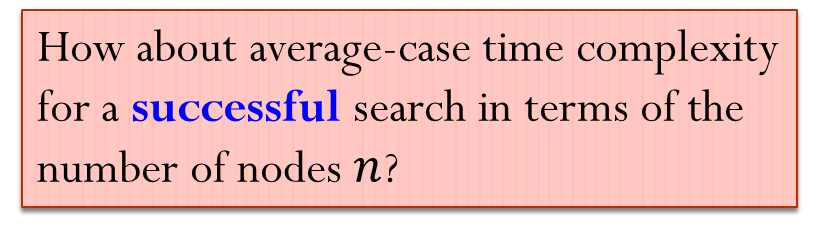 How about average-case time complexity
for a successful search in terms of the
number of nodes n?